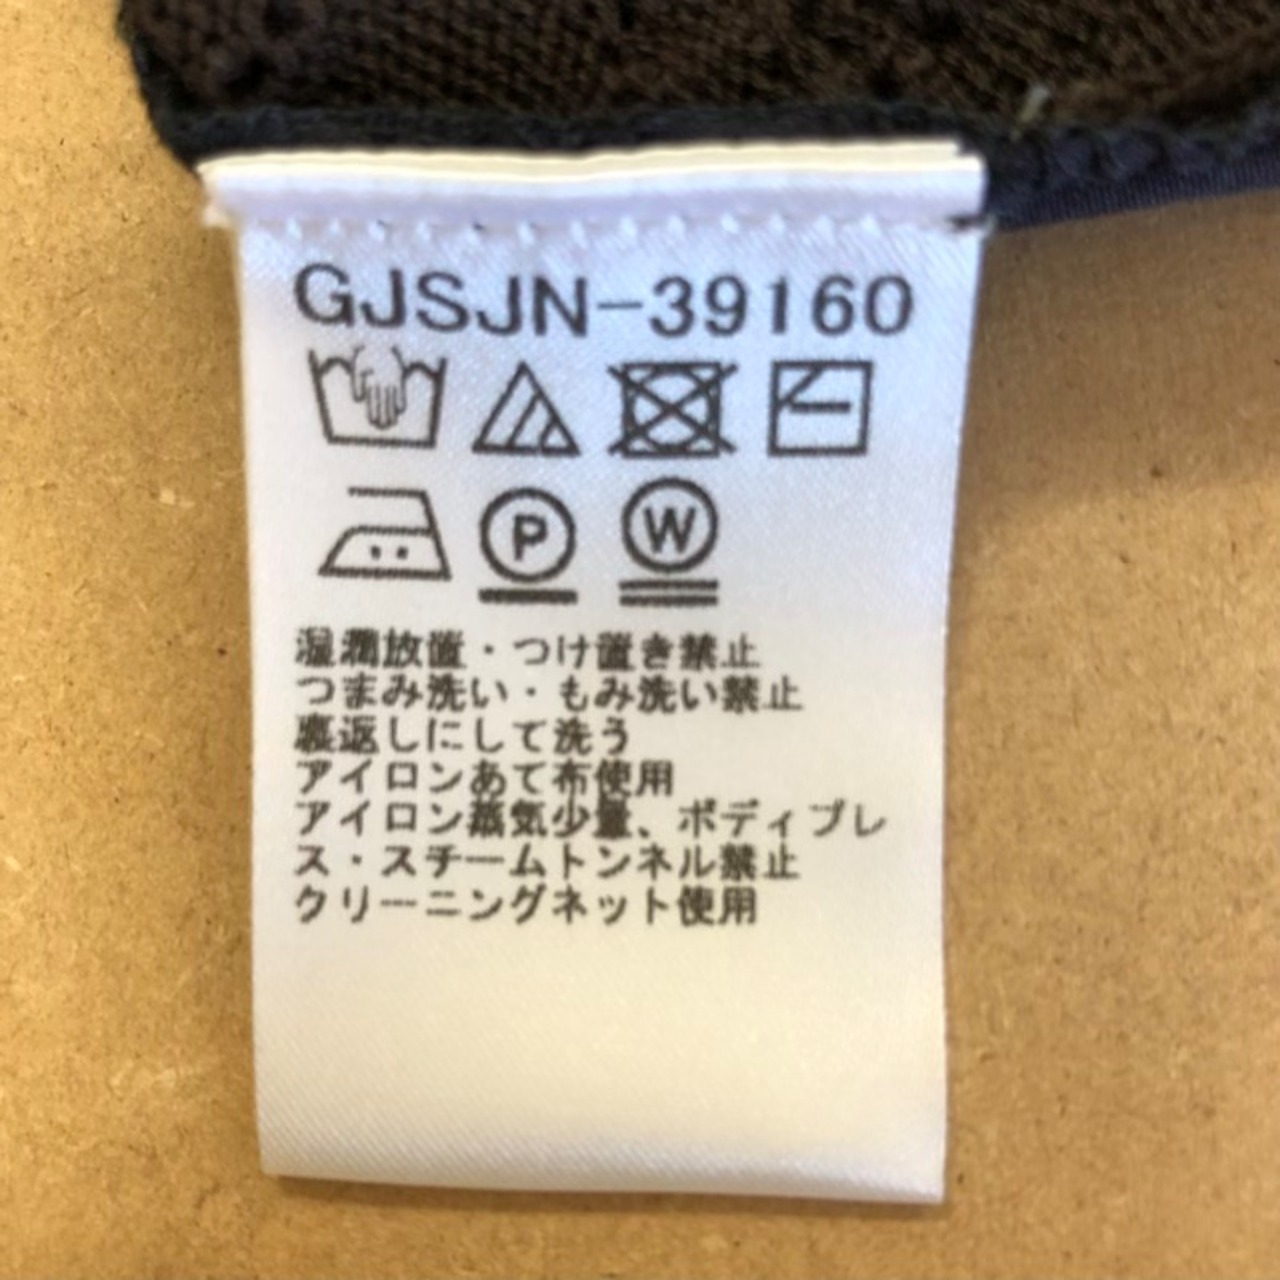 GJSJN-39160
P W
湿潤放置・つけ置き禁止
つまみ洗い・もみ洗い禁止
裏返しにして洗う
アイロンあて布使用
アイロン蒸気少量、ボディプレ
ス・スチームトンネル禁止
クリーニングネット使用